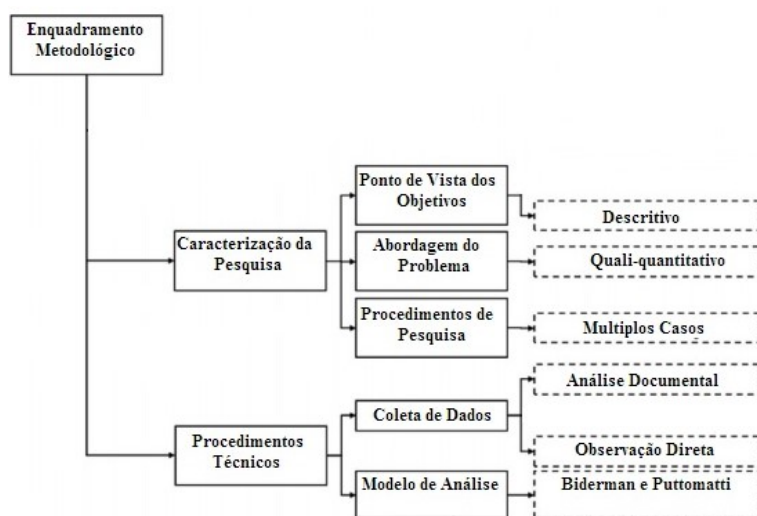 Enquadramento
Metodológico
Ponto de Vista dos
Objetivos
Descritivo
Caracterização da
Pesquisa
Abordagem do
Problema
Quali-quantitativo
Procedimentos de
Pesquisa
Multiplos Casos
Análise Documental
Coleta de Dados
Procedimentos
Técnicos
Observação Direta
Modelo de Análise
Biderman e Puttomatti